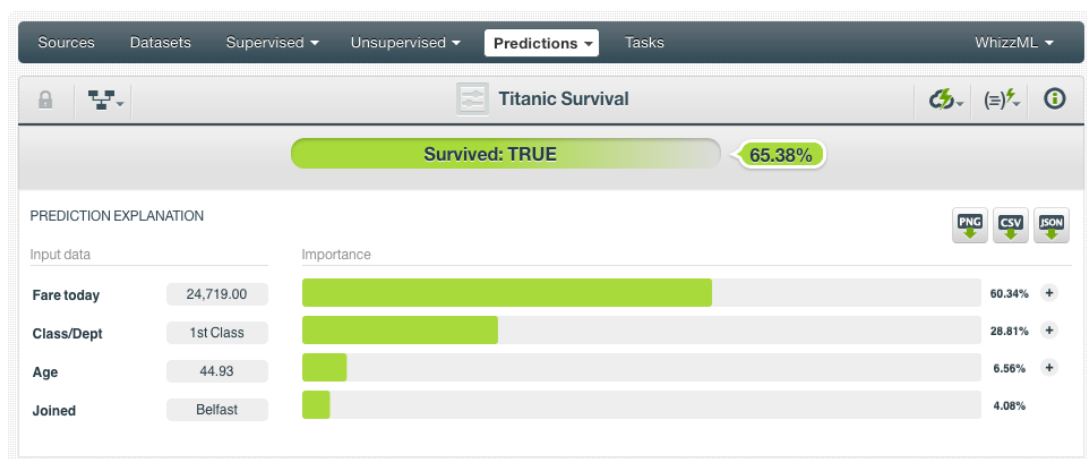 Sources Datasets Supervised Unsupervised Predictions Tasks WhizzML
Titanic Survival
Survived: TRUE 65.38%
PREDICTION EXPLANATION
PNG CSV JSON
Input data Importance
Fare today 24,719.00 60.34% +
Class/Dept 1st Class 28.81% +
Age 44.93 6.56% +
Joined Belfast 4.08%